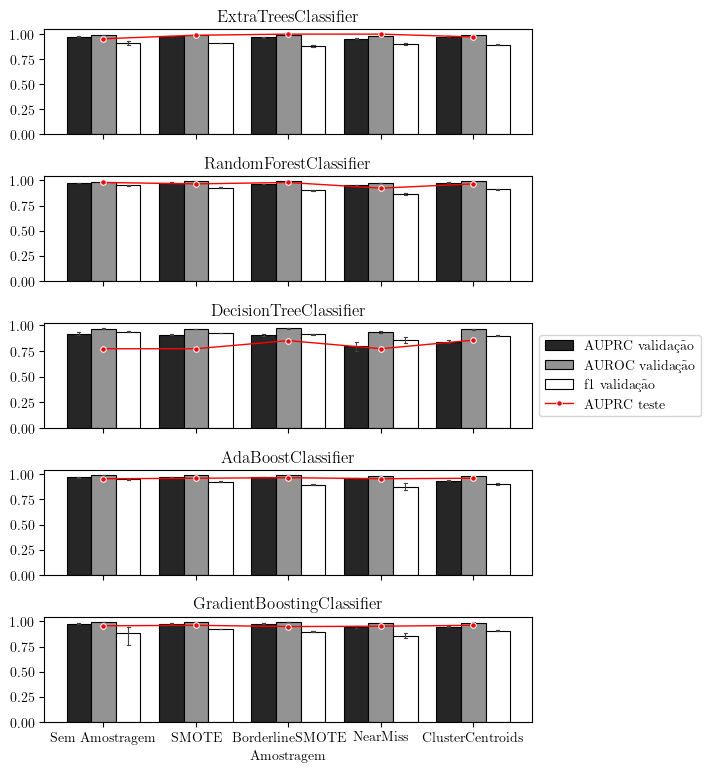 ExtraTreesClassifier
1.00
0.75
0.50
0.25
0.00
RandomForestClassifier
1.00
0.75
0.50
0.25
0.00
DecisionTreeClassifier
1.00
0.75
0.50
0.25
0.00
AUPRC validação
AUROC validação
f1 validação
AUPRC teste
AdaBoostClassifier
1.00
0.75
0.50
0.25
0.00
GradientBoostingClassifier
1.00
0.75
0.50
0.25
0.00
Sem Amostragem SMOTE BorderlineSMOTE NearMiss ClusterCentroids
Amostragem